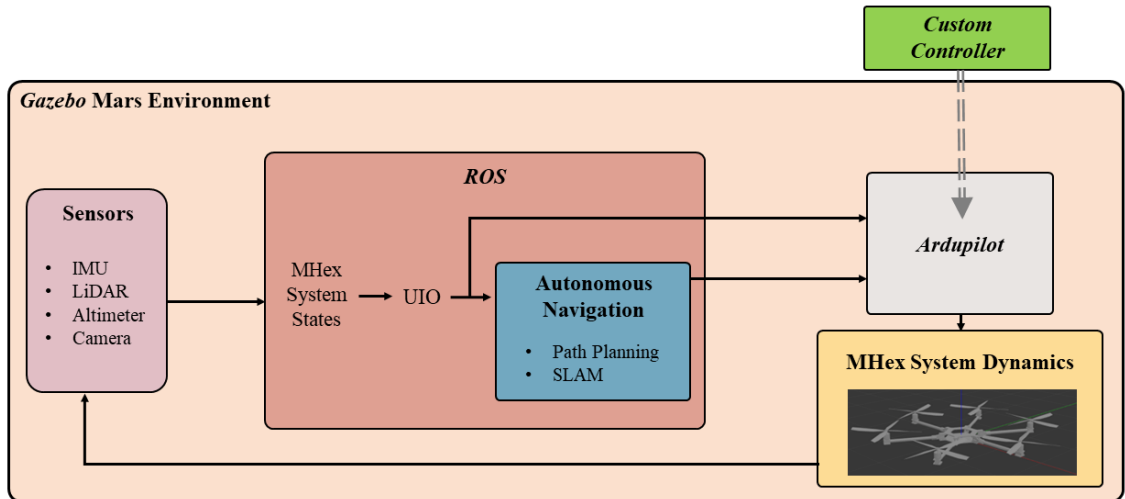 Custom
Controller
Gazebo Mars Environment
ROS
Sensors
• IMU
• LiDAR
• Altimeter
• Camera
MHex
System
States
UIO
Autonomous
Navigation
• Path Planning
• SLAM
Ardupilot
MHex System Dynamics